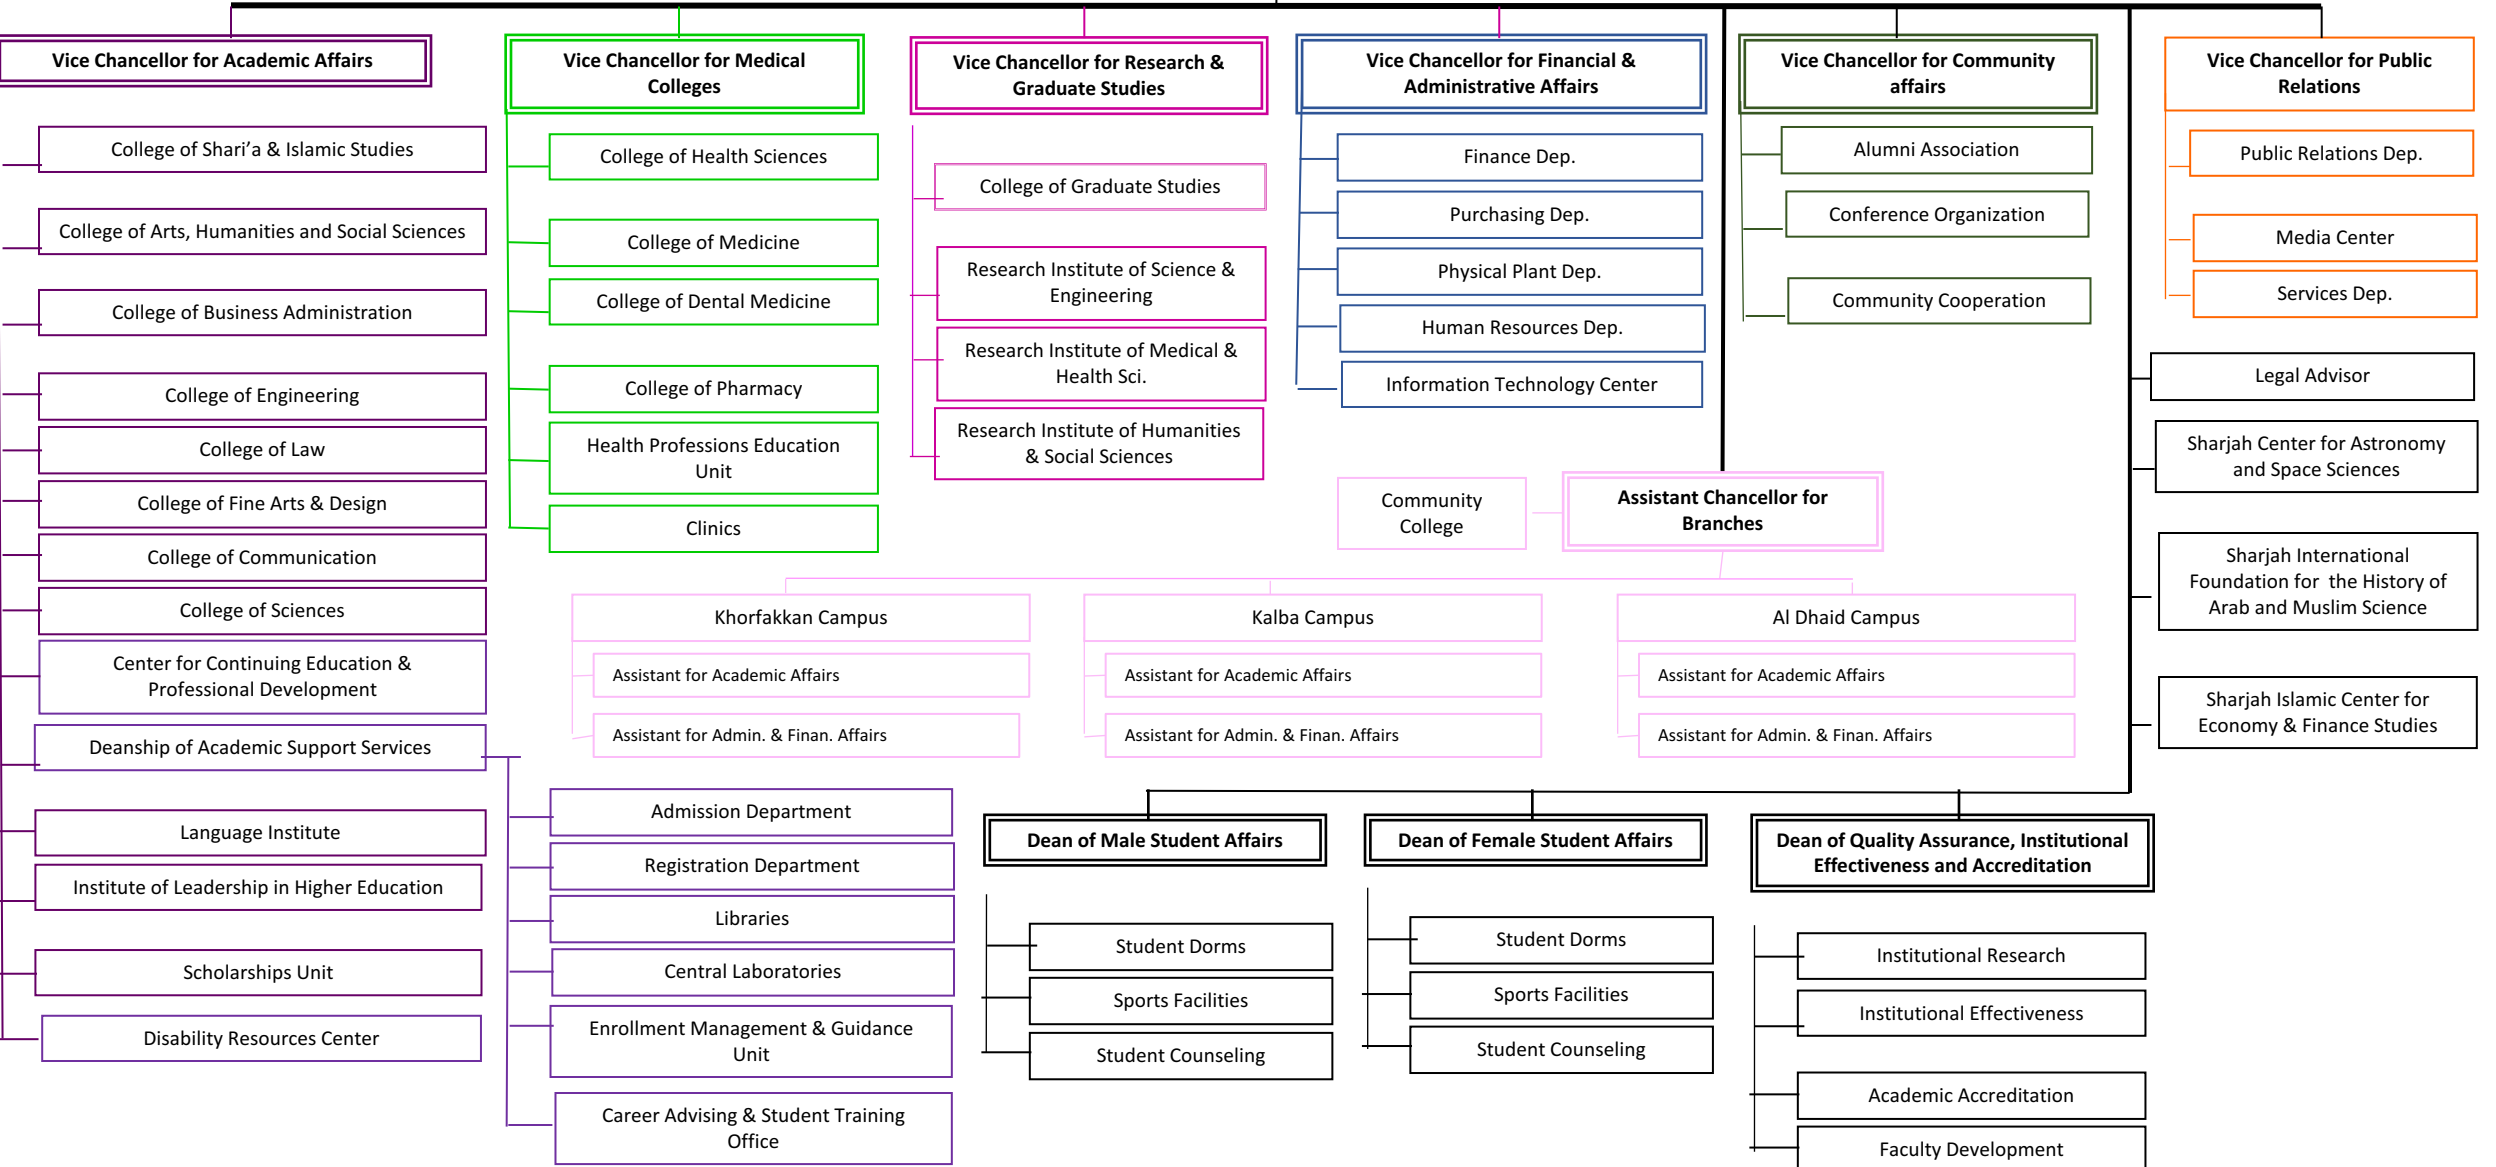 Vice Chancellor for Academic Affairs
College of Shari’a & Islamic Studies
College of Arts, Humanities and Social Sciences
College of Business Administration
College of Engineering
College of Law
College of Fine Arts & Design
College of Communication
College of Sciences
Center for Continuing Education &
Professional Development
Deanship of Academic Support Services
Language Institute
Institute of Leadership in Higher Education
Scholarships Unit
Disability Resources Center
Admission Department
Registration Department
Libraries
Central Laboratories
Enrollment Management & Guidance
Unit
Career Advising & Student Training
Office
Vice Chancellor for Medical
Colleges
College of Health Sciences
College of Medicine
College of Dental Medicine
College of Pharmacy
Health Professions Education
Unit
Clinics
Vice Chancellor for Research &
Graduate Studies
College of Graduate Studies
Research Institute of Science &
Engineering
Research Institute of Medical &
Health Sci.
Research Institute of Humanities
& Social Sciences
Vice Chancellor for Financial &
Administrative Affairs
Finance Dep.
Purchasing Dep.
Physical Plant Dep.
Human Resources Dep.
Information Technology Center
Vice Chancellor for Community
affairs
Alumni Association
Conference Organization
Community Cooperation
Vice Chancellor for Public
Relations
Public Relations Dep.
Media Center
Services Dep.
Legal Advisor
Sharjah Center for Astronomy
and Space Sciences
Sharjah International
Foundation for  the History of
Arab and Muslim Science
Sharjah Islamic Center for
Economy & Finance Studies
Community
College
Assistant Chancellor for
Branches
Khorfakkan Campus
Assistant for Academic Affairs
Assistant for Admin. & Finan. Affairs
Kalba Campus
Assistant for Academic Affairs
Assistant for Admin. & Finan. Affairs
Al Dhaid Campus
Assistant for Academic Affairs
Assistant for Admin. & Finan. Affairs
Dean of Male Student Affairs
Student Dorms
Sports Facilities
Student Counseling
Dean of Female Student Affairs
Student Dorms
Sports Facilities
Student Counseling
Dean of Quality Assurance, Institutional
Effectiveness and Accreditation
Institutional Research
Institutional Effectiveness
Academic Accreditation
Faculty Development